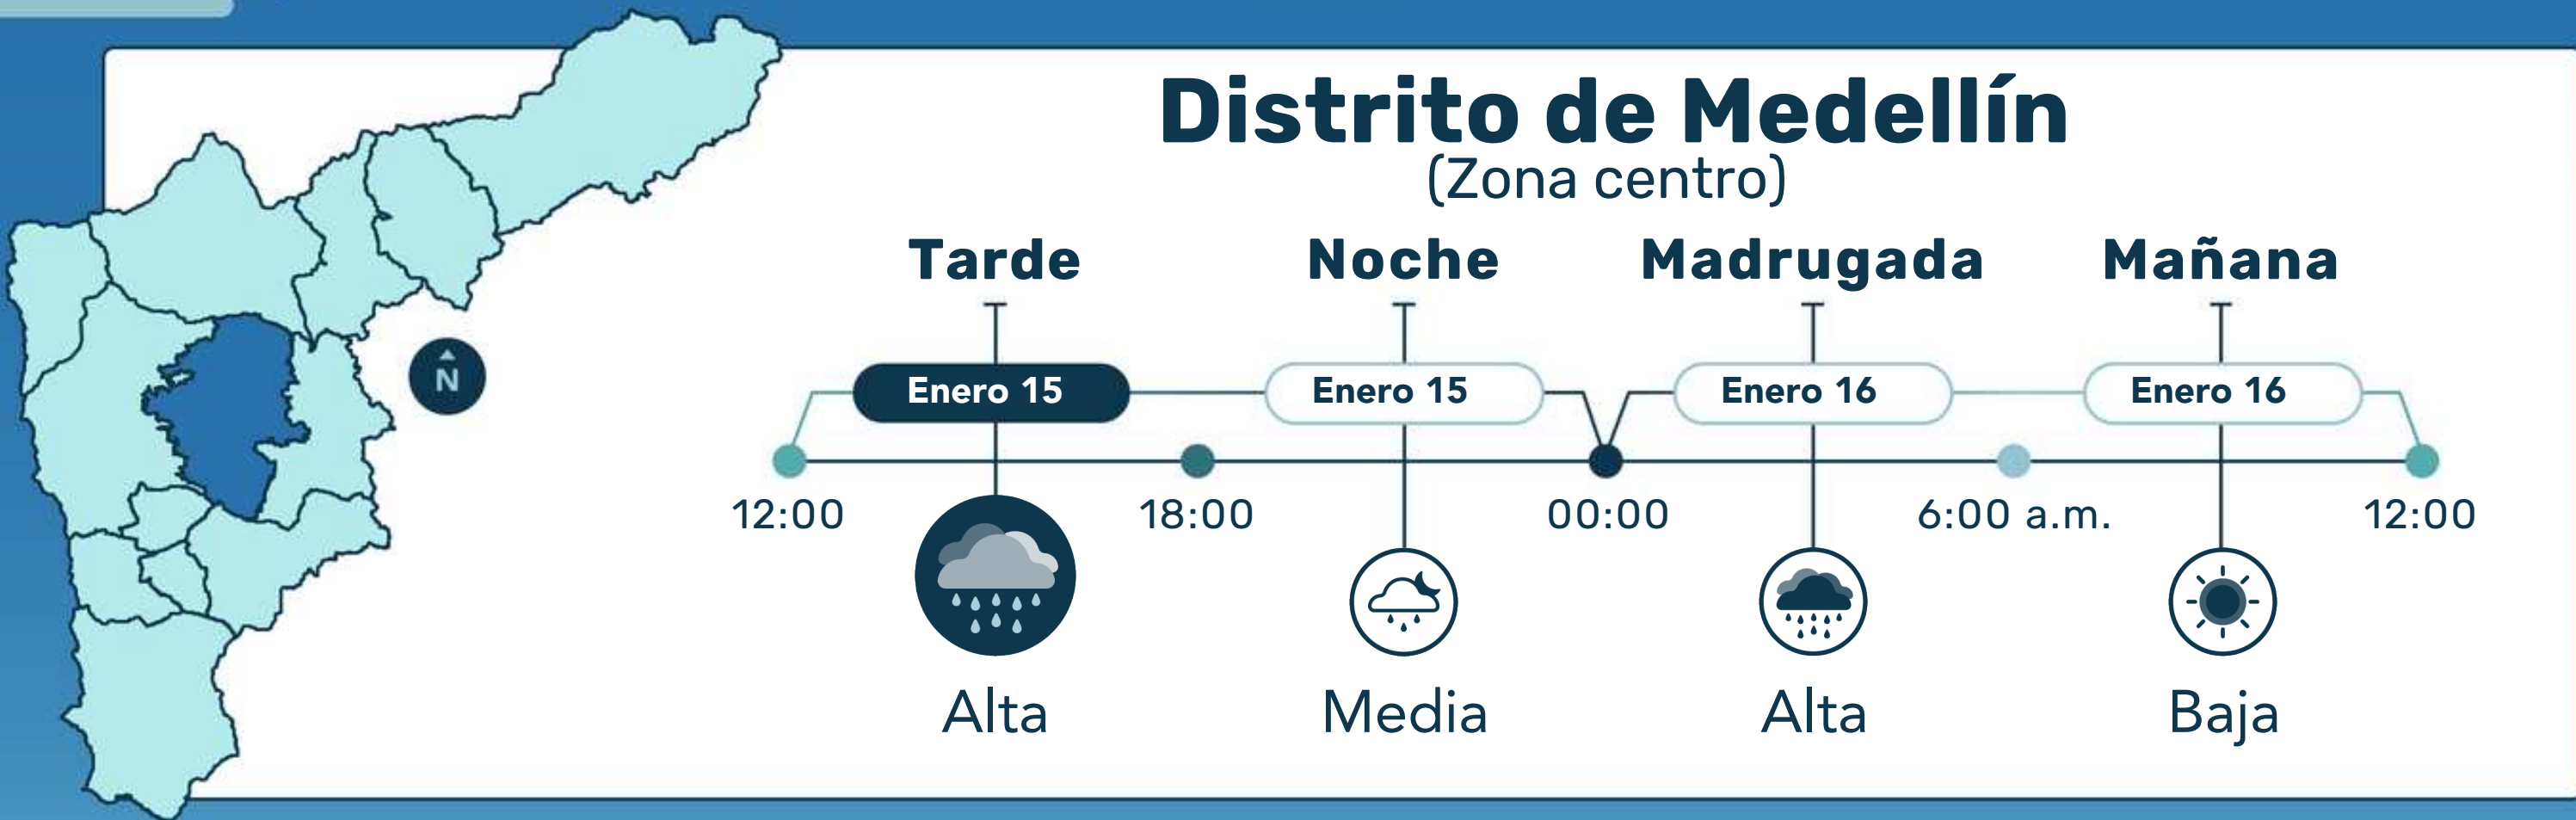 Distrito de Medellín
(Zona centro)
Tarde Noche Madrugada Mañana
N
Enero 15 Enero 15 Enero 16 Enero 16
12:00 18:00 00:00 6:00 a.m. 12:00
Alta Media Alta Baja